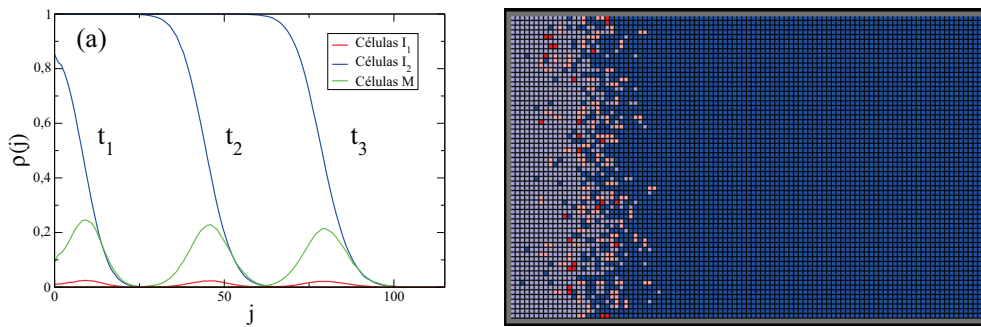 (a)
Células I₁
Células I₂
Células M
t₁
t₂
t₃
ρ(j)
1
0,8
0,6
0,4
0,2
0
0
50
100
j